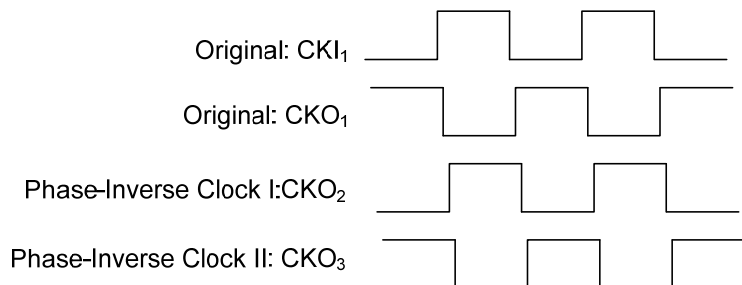 Original: CKI₁
Original: CKO₁
Phase-Inverse Clock I:CKO₂
Phase-Inverse Clock II: CKO₃